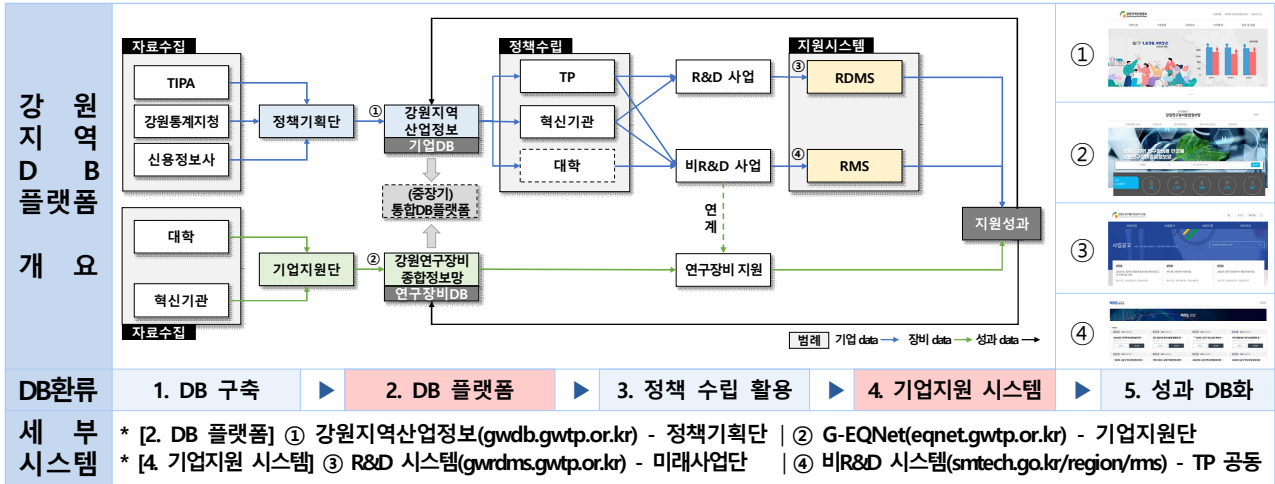 강 원
지 역
D B
플랫폼
개 요
자료수집
TIPA
강원통계지청
신용정보사
정책기획단
①
강원지역
산업정보
기업DB
(중장기)
통합DB플랫폼
정책수립
TP
혁신기관
대학
R&D 사업
비R&D 사업
연
계
지원시스템
③
RDMS
④
RMS
지원성과
대학
혁신기관
자료수집
기업지원단
②
강원연구장비
종합정보망
연구장비DB
연구장비 지원
범례 기업 data 장비 data 성과 data
①
②
③
사업공고
④
DB환류 1. DB 구축 2. DB 플랫폼 3. 정책 수립 활용 4. 기업지원 시스템 5. 성과 DB화
세 부
시스템
* [2. DB 플랫폼] ① 강원지역산업정보(gwdb.gwtp.or.kr) - 정책기획단 | ② G-EQNet(eqnet.gwtp.or.kr) - 기업지원단
* [4. 기업지원 시스템] ③ R&D 시스템(gwrdms.gwtp.or.kr) - 미래사업단 | ④ 비R&D 시스템(smtech.go.kr/region/rms) - TP 공동